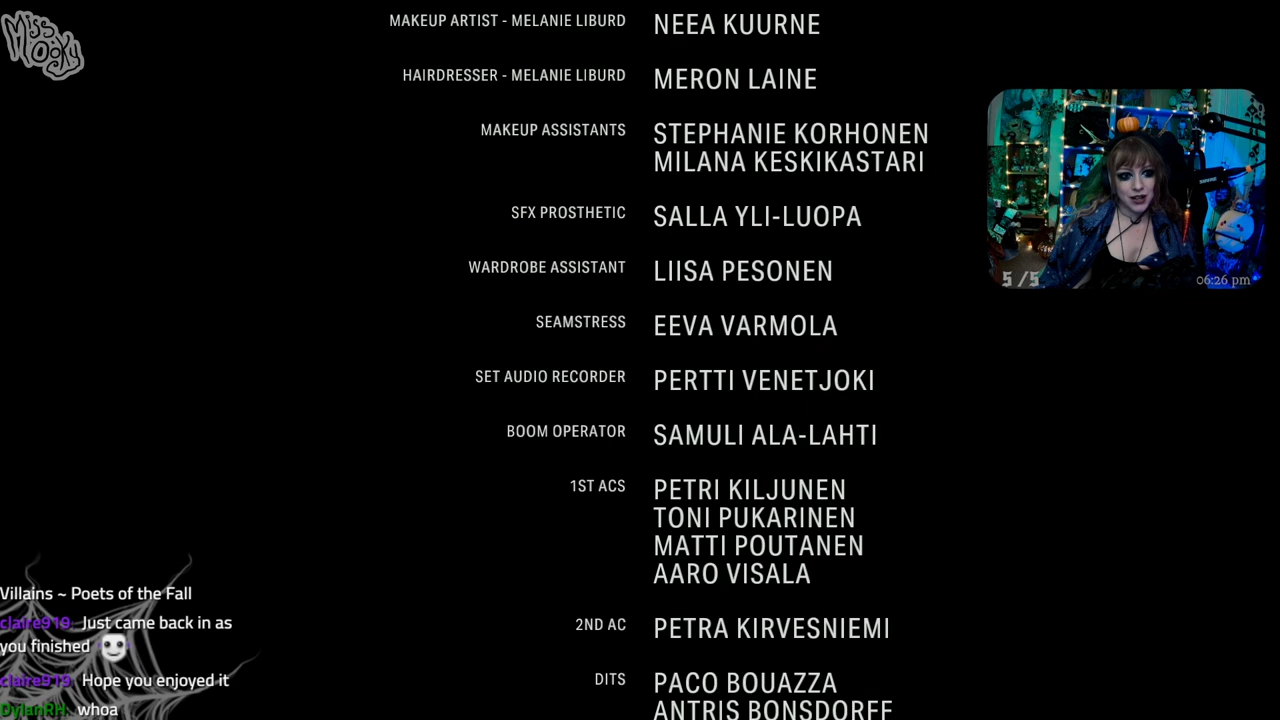 Miss
Mooky
MAKEUP ARTIST - MELANIE LIBURD NEEA KUURNE
HAIRDRESSER - MELANIE LIBURD MERON LAINE
MAKEUP ASSISTANTS STEPHANIE KORHONEN
MILANA KESKIKASTARI
SFX PROSTHETIC SALLA YLI-LUOPA
WARDROBE ASSISTANT LIISA PESONEN
SEAMSTRESS EEVA VARMOLA
SET AUDIO RECORDER PERTTI VENETJOKI
BOOM OPERATOR SAMULI ALA-LAHTI
1ST ACS PETRI KILJUNEN
TONI PUKARINEN
MATTI POUTANEN
AARO VISALA
2ND AC PETRA KIRVESNIEMI
DITS PACO BOUAZZA
ANTRIS BONSDORFF
5/5
06:26 pm
Villains ~ Poets of the Fall
claire919: Just came back in as
you finished
claire919: Hope you enjoyed it
DylanRH: whoa